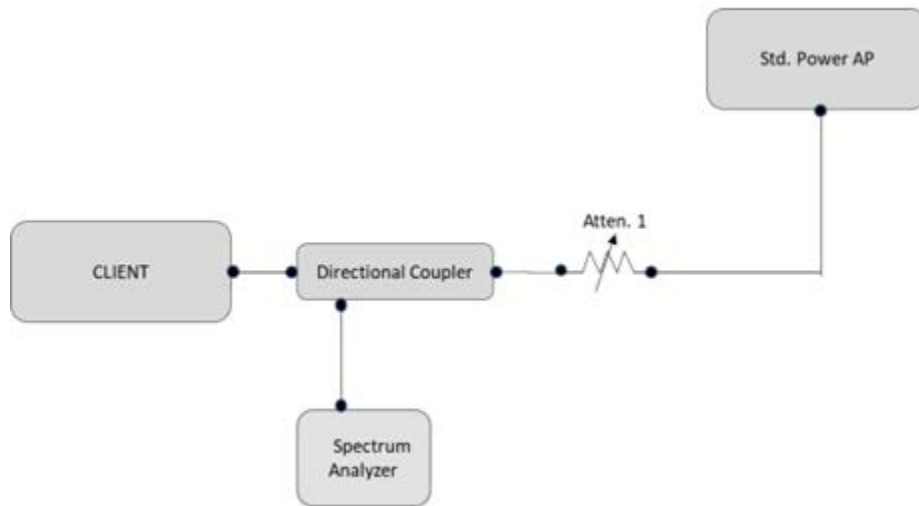 Std. Power AP
Atten. 1
CLIENT
Directional Coupler
Spectrum
Analyzer